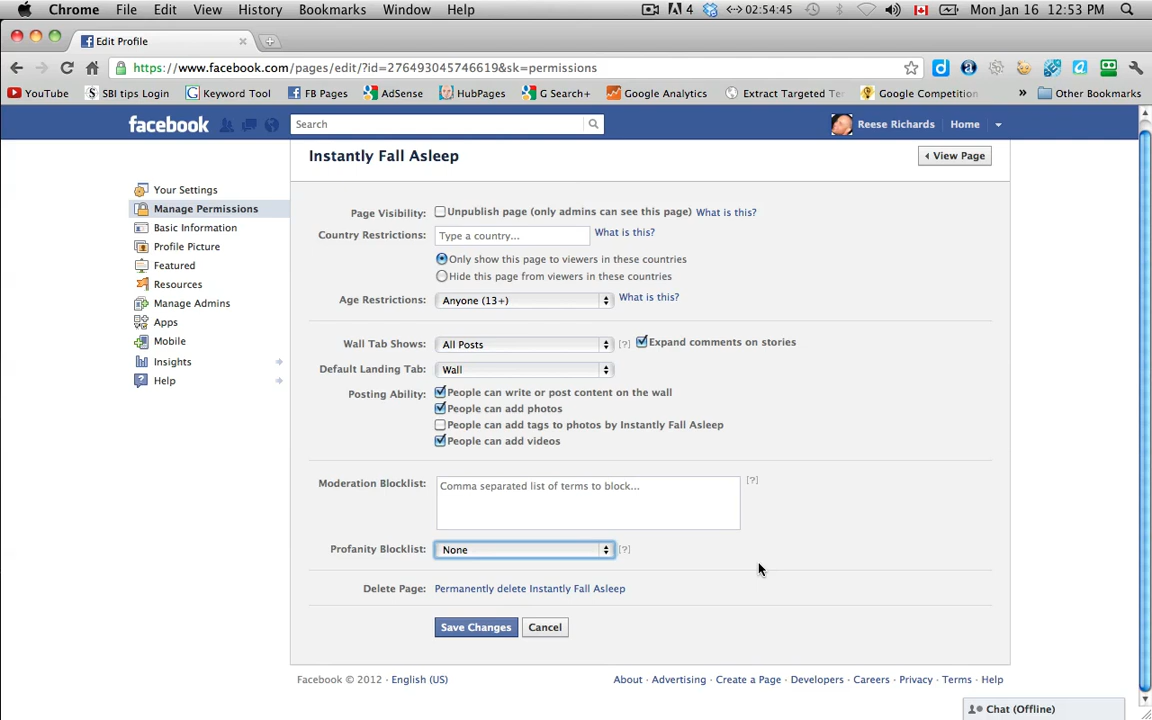 Chrome File Edit View History Bookmarks Window Help 4 02:54:45 Mon Jan 16 12:53 PM
Edit Profile
https://www.facebook.com/pages/edit/?id=276493045746619&sk=permissions
YouTube SBI tips Login Keyword Tool FB Pages AdSense HubPages G Search+ Google Analytics Extract Targeted Te Google Competition » Other Bookmarks
facebook Search Reese Richards Home
Instantly Fall Asleep View Page
Your Settings
Manage Permissions
Basic Information
Profile Picture
Featured
Resources
Manage Admins
Apps
Mobile
Insights
Help
Page Visibility: Unpublish page (only admins can see this page) What is this?
Country Restrictions: Type a country... What is this?
Only show this page to viewers in these countries
Hide this page from viewers in these countries
Age Restrictions: Anyone (13+) What is this?
Wall Tab Shows: All Posts [?] Expand comments on stories
Default Landing Tab: Wall
Posting Ability: People can write or post content on the wall
People can add photos
People can add tags to photos by Instantly Fall Asleep
People can add videos
Moderation Blocklist: Comma separated list of terms to block... [?]
Profanity Blocklist: None [?]
Delete Page: Permanently delete Instantly Fall Asleep
Save Changes Cancel
Facebook © 2012 · English (US) About · Advertising · Create a Page · Developers · Careers · Privacy · Terms · Help
Chat (Offline)